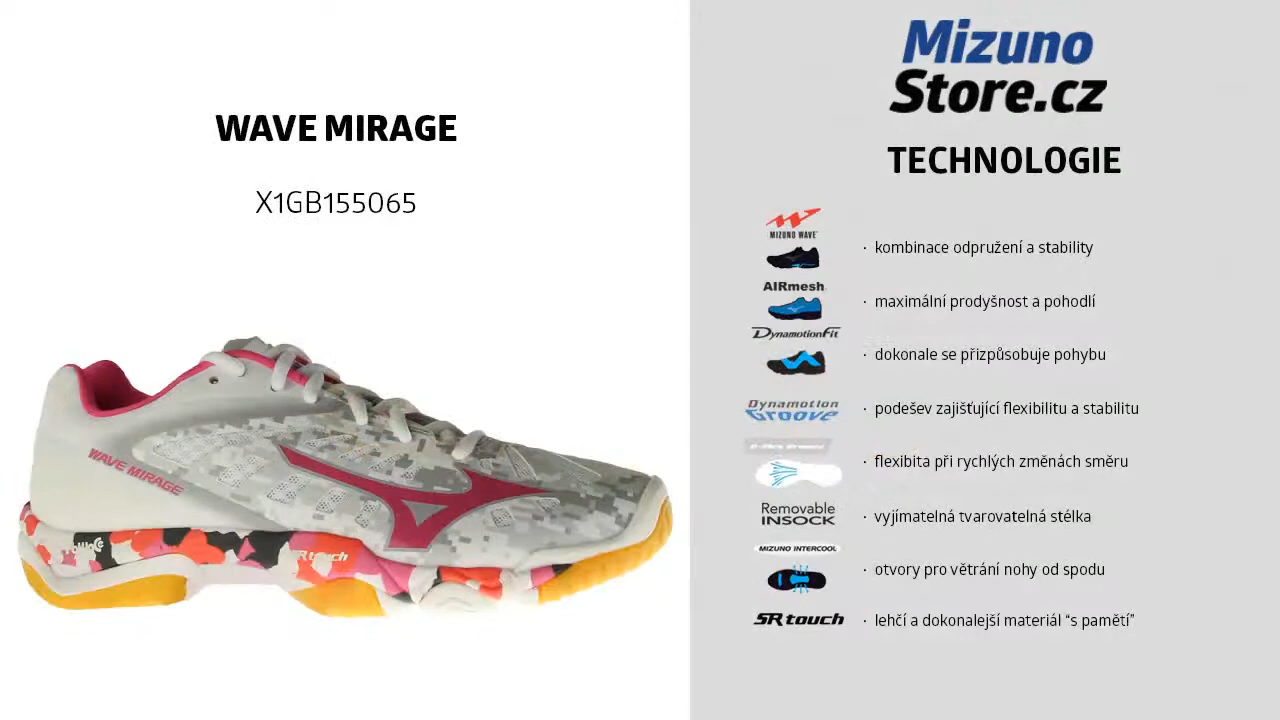 WAVE MIRAGE
X1GB155065
WAVE MIRAGE
SR touch
Mizuno
Store.cz
TECHNOLOGIE
MIZUNO WAVE
· kombinace odpružení a stability
AIRmesh
· maximální prodyšnost a pohodlí
DynamotionFit
· dokonale se přizpůsobuje pohybu
Dynamotion
Groove
· podešev zajišťující flexibilitu a stabilitu
· flexibita při rychlých změnách směru
Removable
INSOCK
· vyjímatelná tvarovatelná stélka
MIZUNO INTERCOOL
· otvory pro větrání nohy od spodu
SR touch
· lehčí a dokonalejší materiál “s pamětí”